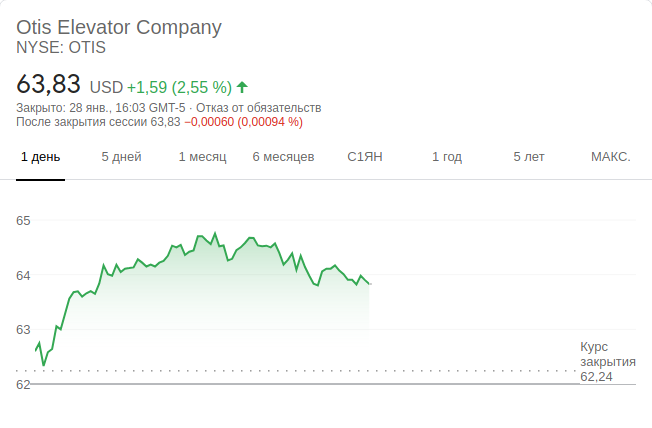 Otis Elevator Company
NYSE: OTIS
63,83 USD +1,59 (2,55 %)
Закрыто: 28 янв., 16:03 GMT-5 · Отказ от обязательств
После закрытия сессии 63,83 −0,00060 (0,00094 %)
1 день 5 дней 1 месяц 6 месяцев С1ЯН 1 год 5 лет МАКС.
65
64
63
Курс
закрытия
62,24
62